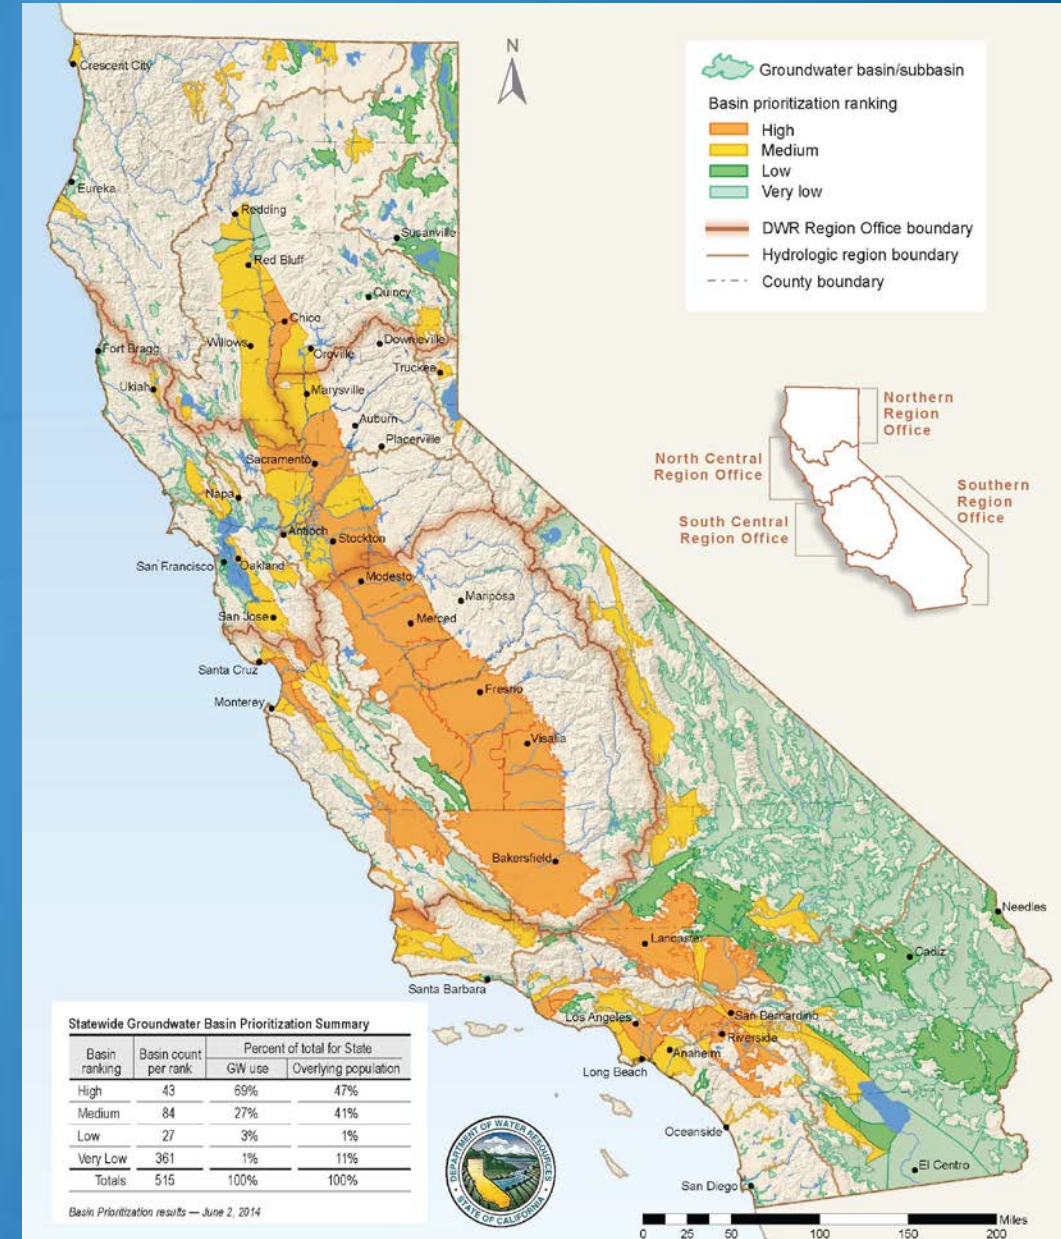 N
Groundwater basin/subbasin
Basin prioritization ranking
High
Medium
Low
Very low
DWR Region Office boundary
Hydrologic region boundary
County boundary
Crescent City
Eureka
Redding
Susanville
Red Bluff
Quincy
Chico
Willows
Oroville
Downieville
Fort Bragg
Truckee
Ukiah
Marysville
Auburn
Placerville
Sacramento
Napa
Antioch
Stockton
San Francisco
Oakland
Modesto
Mariposa
San Jose
Merced
Santa Cruz
Fresno
Monterey
Visalia
Bakersfield
Needles
Lancaster
Cadiz
Santa Barbara
Los Angeles
San Bernardino
Riverside
Anaheim
Long Beach
Oceanside
El Centro
San Diego
Northern
Region
Office
North Central
Region Office
Southern
Region
Office
South Central
Region Office
Statewide Groundwater Basin Prioritization Summary
Basin ranking Basin count per rank Percent of total for State
GW use Overlying population
High 43 69% 47%
Medium 84 27% 41%
Low 27 3% 1%
Very Low 361 1% 11%
Totals 515 100% 100%
Basin Prioritization results — June 2, 2014
DEPARTMENT OF WATER RESOURCES
STATE OF CALIFORNIA
Miles
0 25 50 100 150 200